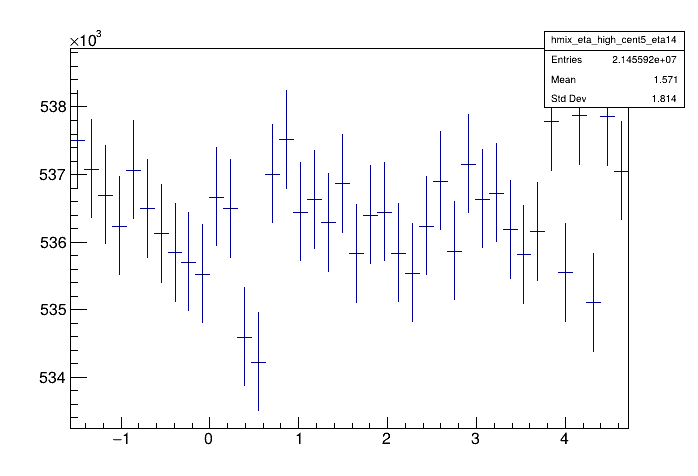 ×10³
hmix_eta_high_cent5_eta14
Entries 2.145592e+07
Mean 1.571
Std Dev 1.814
538
537
536
535
534
−1 0 1 2 3 4